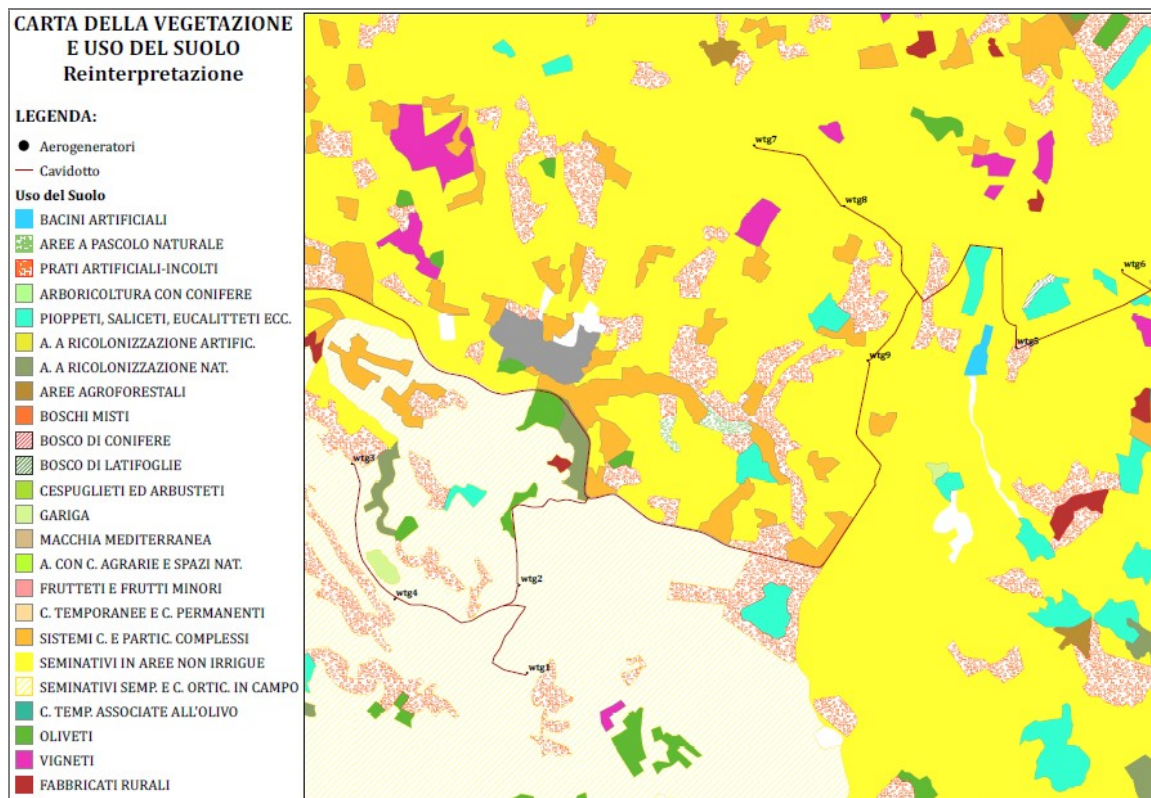 CARTA DELLA VEGETAZIONE
E USO DEL SUOLO
Reinterpretazione
LEGENDA:
Aerogeneratori
Cavidotto
Uso del Suolo
BACINI ARTIFICIALI
AREE A PASCOLO NATURALE
PRATI ARTIFICIALI-INCOLTI
ARBORICOLTURA CON CONIFERE
PIOPPETI, SALICETI, EUCALITTETI ECC.
A. A RICOLONIZZAZIONE ARTIFIC.
A. A RICOLONIZZAZIONE NAT.
AREE AGROFORESTALI
BOSCHI MISTI
BOSCO DI CONIFERE
BOSCO DI LATIFOGLIE
CESPUGLIETI ED ARBUSTETI
GARIGA
MACCHIA MEDITERRANEA
A. CON C. AGRARIE E SPAZI NAT.
FRUTTETI E FRUTTI MINORI
C. TEMPORANEE E C. PERMANENTI
SISTEMI C. E PARTIC. COMPLESSI
SEMINATIVI IN AREE NON IRRIGUE
SEMINATIVI SEMP. E C. ORTIC. IN CAMPO
C. TEMP. ASSOCIATE ALL'OLIVO
OLIVETI
VIGNETI
FABBRICATI RURALI
wtg7
wtg8
wtg6
wtg5
wtg9
wtg3
wtg2
wtg4
wtg1